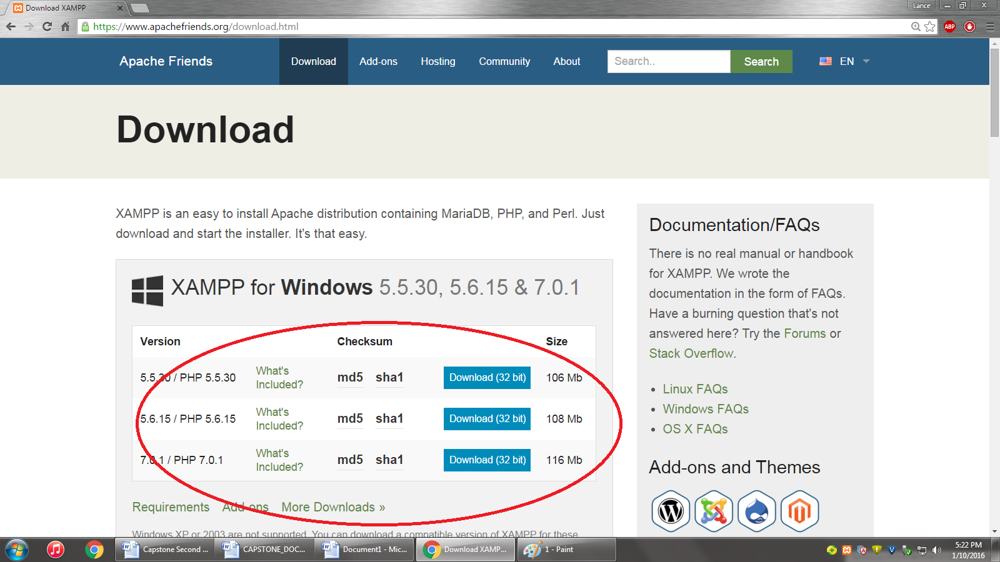 Download XAMPP
Lance
https://www.apachefriends.org/download.html
ABP
Apache Friends
Download
Add-ons
Hosting
Community
About
Search..
Search
EN
Download
XAMPP is an easy to install Apache distribution containing MariaDB, PHP, and Perl. Just
download and start the installer. It's that easy.
XAMPP for Windows 5.5.30, 5.6.15 & 7.0.1
Version Checksum Size
5.5.30 / PHP 5.5.30 What's Included? md5 sha1 Download (32 bit) 106 Mb
5.6.15 / PHP 5.6.15 What's Included? md5 sha1 Download (32 bit) 108 Mb
7.0.1 / PHP 7.0.1 What's Included? md5 sha1 Download (32 bit) 116 Mb
Requirements Add-ons More Downloads »
Windows XP or 2003 are not supported. You can download a compatible version of XAMPP for these
Documentation/FAQs
There is no real manual or handbook
for XAMPP. We wrote the
documentation in the form of FAQs.
Have a burning question that's not
answered here? Try the Forums or
Stack Overflow.
• Linux FAQs
• Windows FAQs
• OS X FAQs
Add-ons and Themes
Capstone Second ...
CAPSTONE_DOC...
Document1 - Mic...
Download XAMP...
1 - Paint
5:22 PM
1/10/2016